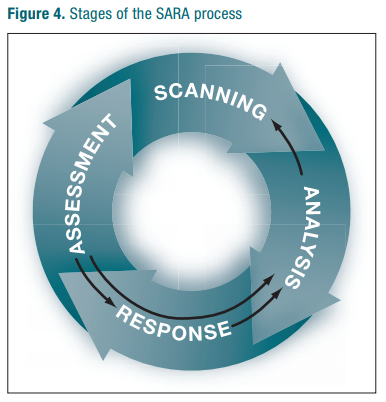 Figure 4. Stages of the SARA process
SCANNING
ANALYSIS
RESPONSE
ASSESSMENT